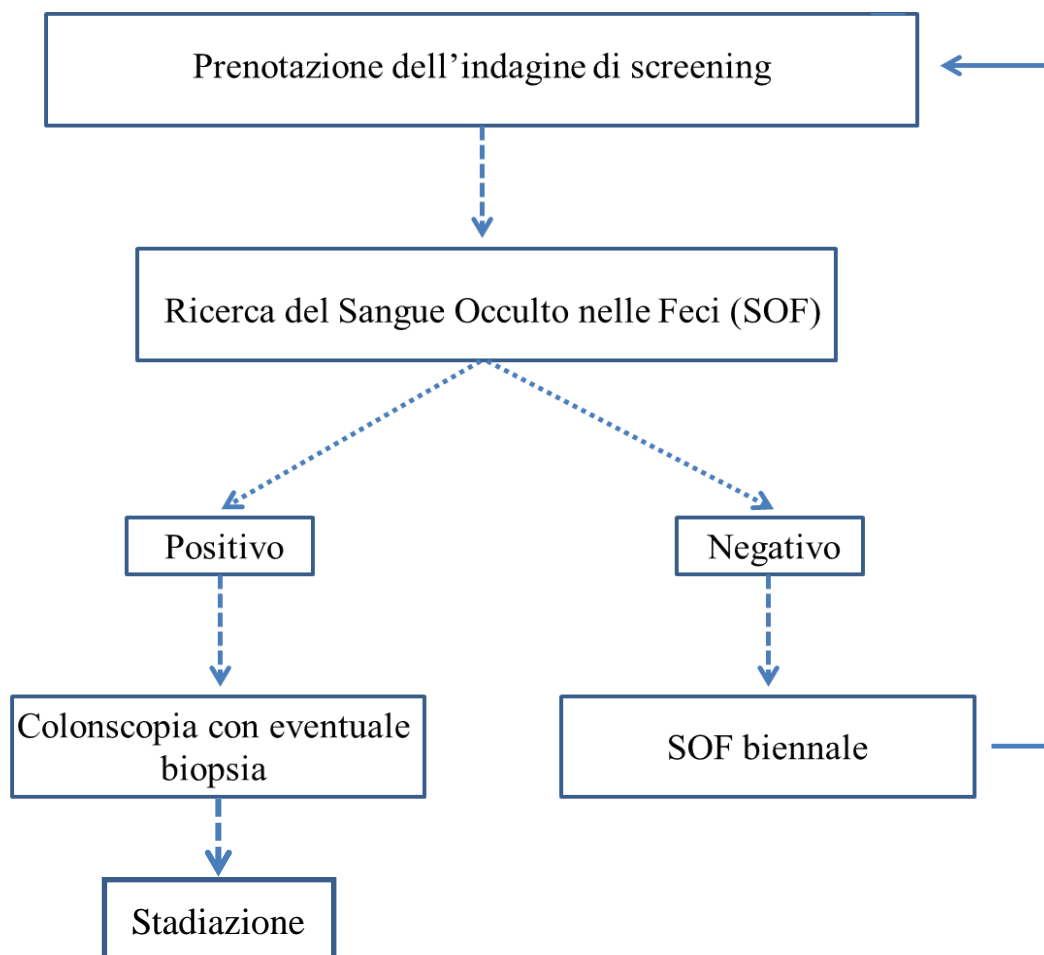 Prenotazione dell’indagine di screening
Ricerca del Sangue Occulto nelle Feci (SOF)
Positivo
Negativo
Colonscopia con eventuale
biopsia
SOF biennale
Stadiazione